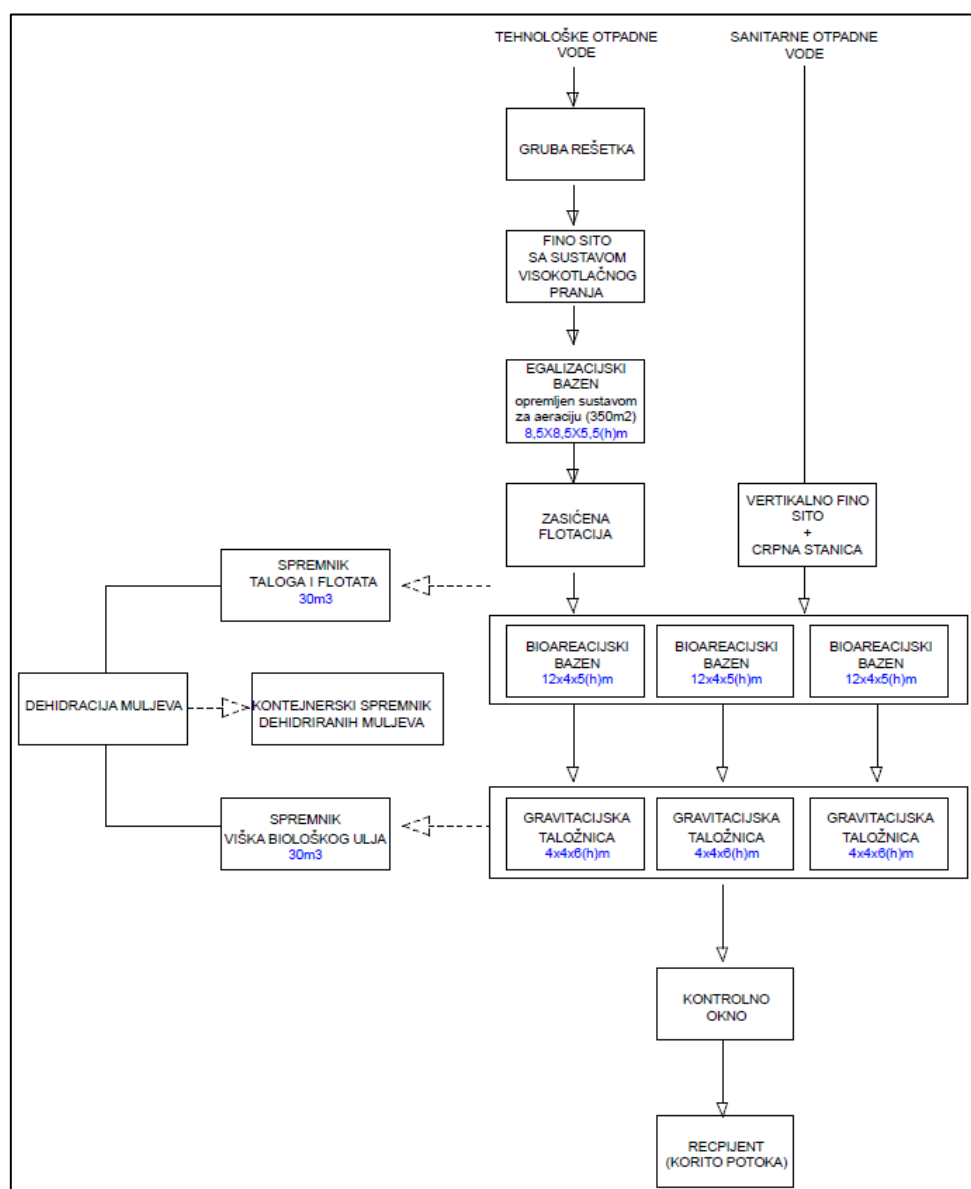 TEHNOLOŠKE OTPADNE
VODE
SANITARNE OTPADNE
VODE
GRUBA REŠETKA
FINO SITO
SA SUSTAVOM
VISOKOTLAČNOG
PRANJA
EGALIZACIJSKI
BAZEN
opremljen sustavom
za aeraciju (350m2)
8,5X8,5X5,5(h)m
ZASIĆENA
FLOTACIJA
VERTIKALNO FINO
SITO
+
CRPNA STANICA
SPREMNIK
TALOGA I FLOTATA
30m3
BIOAREACIJSKI
BAZEN
12x4x5(h)m
BIOAREACIJSKI
BAZEN
12x4x5(h)m
BIOAREACIJSKI
BAZEN
12x4x5(h)m
DEHIDRACIJA MULJEVA
KONTEJNERSKI SPREMNIK
DEHIDRIRANIH MULJEVA
SPREMNIK
VIŠKA BIOLOŠKOG ULJA
30m3
GRAVITACIJSKA
TALOŽNICA
4x4x6(h)m
GRAVITACIJSKA
TALOŽNICA
4x4x6(h)m
GRAVITACIJSKA
TALOŽNICA
4x4x6(h)m
KONTROLNO
OKNO
RECPIJENT
(KORITO POTOKA)